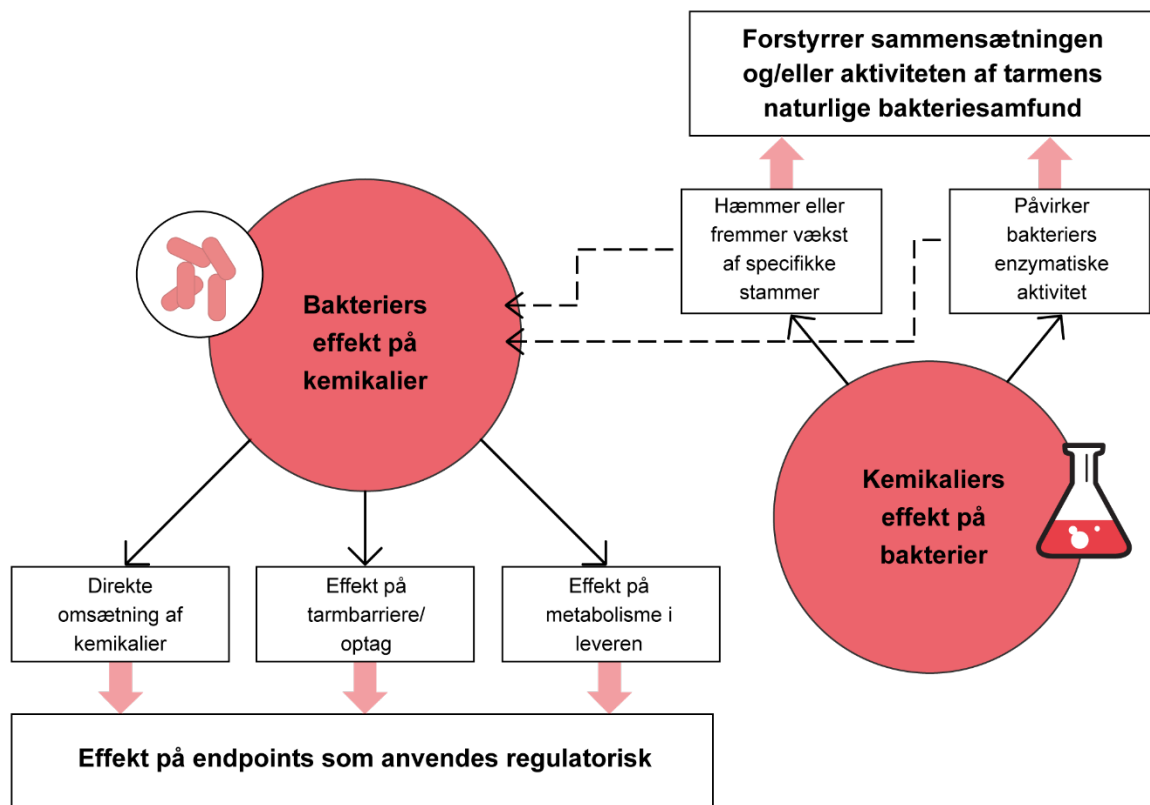 Forstyrrer sammensætningen
og/eller aktiviteten af tarmens
naturlige bakteriesamfund
Hæmmer eller
fremmer vækst
af specifikke
stammer
Påvirker
bakteriers
enzymatiske
aktivitet
Bakteriers
effekt på
kemikalier
Kemikaliers
effekt på
bakterier
Direkte
omsætning af
kemikalier
Effekt på
tarmbarriere/
optag
Effekt på
metabolisme i
leveren
Effekt på endpoints som anvendes regulatorisk